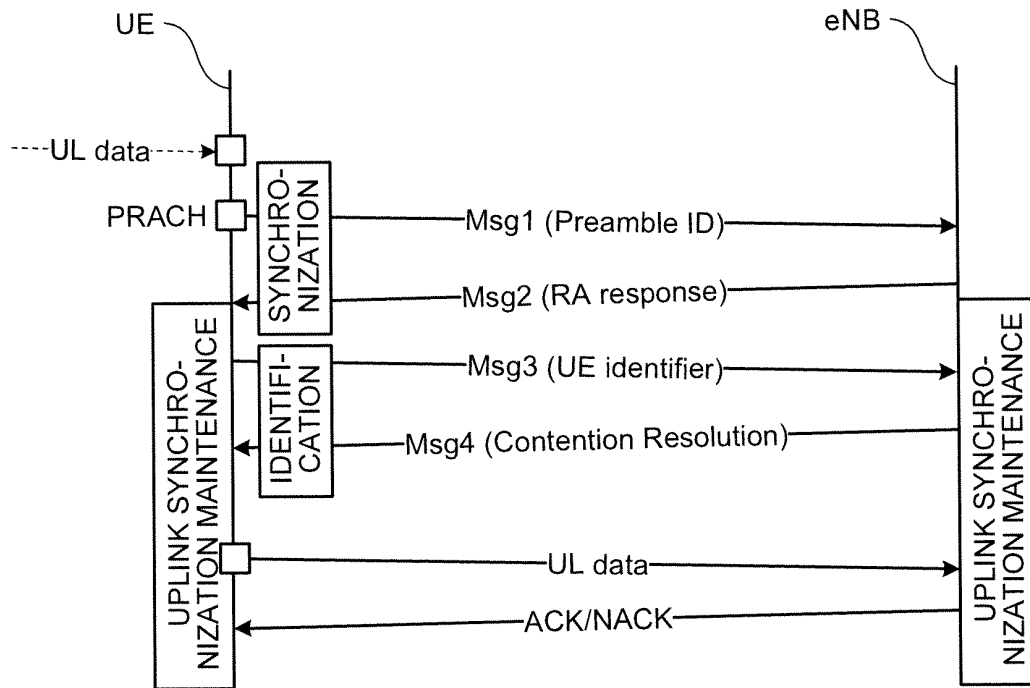 UE
eNB
UL data
PRACH
SYNCHRO-
NIZATION
Msg1 (Preamble ID)
Msg2 (RA response)
UPLINK SYNCHRO-
NIZATION MAINTENANCE
IDENTIFI-
CATION
Msg3 (UE identifier)
Msg4 (Contention Resolution)
UL data
ACK/NACK
UPLINK SYNCHRO-
NIZATION MAINTENANCE